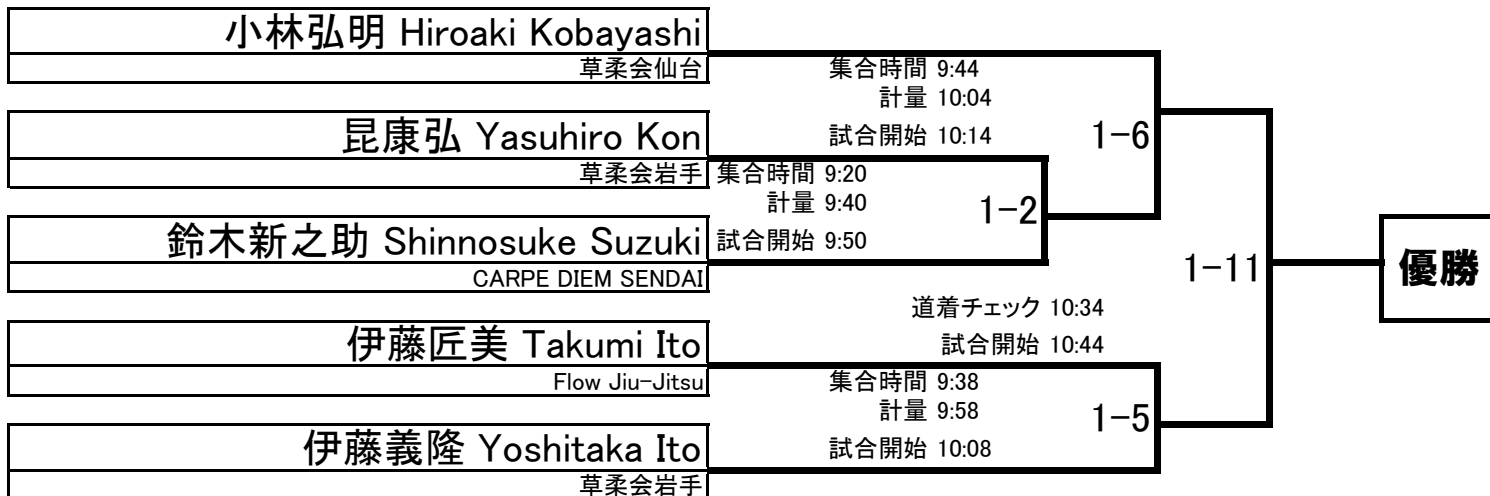 小林弘明 Hiroaki Kobayashi
草柔会仙台
集合時間 9:44
計量 10:04
試合開始 10:14
1-6
昆康弘 Yasuhiro Kon
草柔会岩手
集合時間 9:20
計量 9:40
試合開始 9:50
1-2
鈴木新之助 Shinnosuke Suzuki
CARPE DIEM SENDAI
1-11
優勝
道着チェック 10:34
試合開始 10:44
伊藤匠美 Takumi Ito
Flow Jiu-Jitsu
集合時間 9:38
計量 9:58
試合開始 10:08
1-5
伊藤義隆 Yoshitaka Ito
草柔会岩手